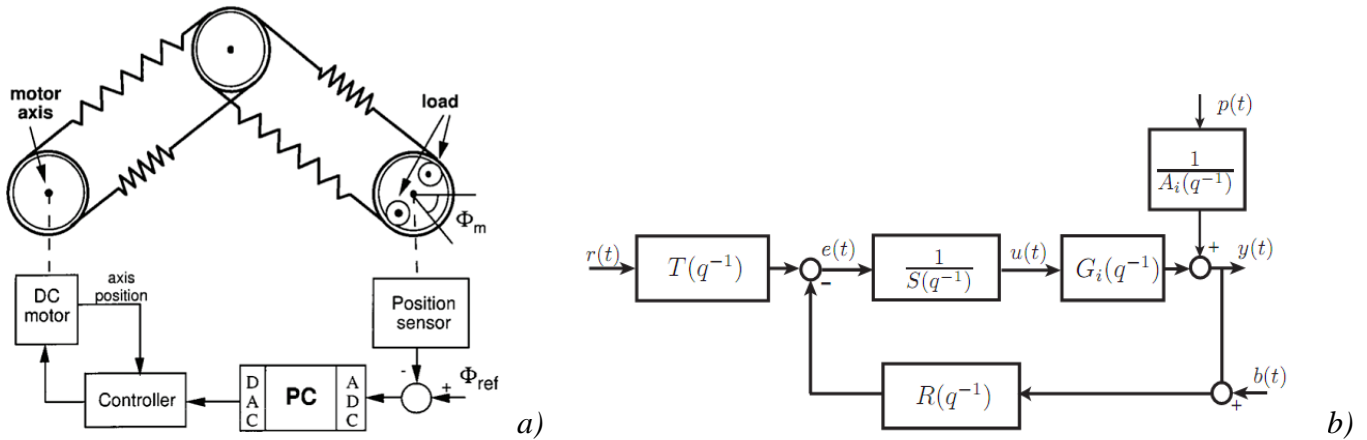 motor
axis
load
Φm
DC
motor
axis
position
Position
sensor
Controller
D
A
C
PC
A
D
C
-
+
Φref
a)
p(t)
1
Ai(q⁻¹)
+
y(t)
r(t)
T(q⁻¹)
e(t)
-
1
S(q⁻¹)
u(t)
Gi(q⁻¹)
R(q⁻¹)
b(t)
+
b)